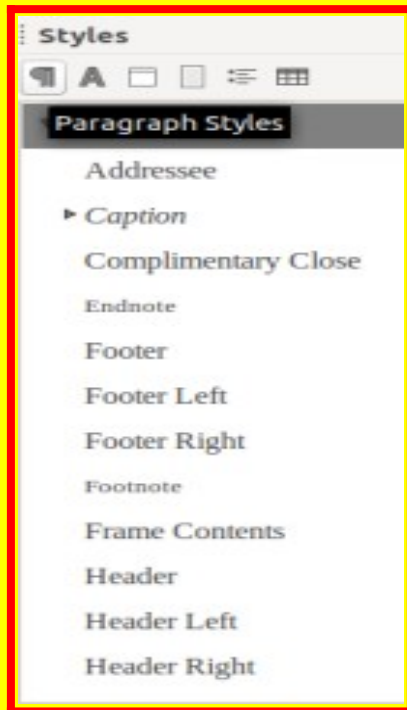 Styles
Paragraph Styles
Addressee
Caption
Complimentary Close
Endnote
Footer
Footer Left
Footer Right
Footnote
Frame Contents
Header
Header Left
Header Right